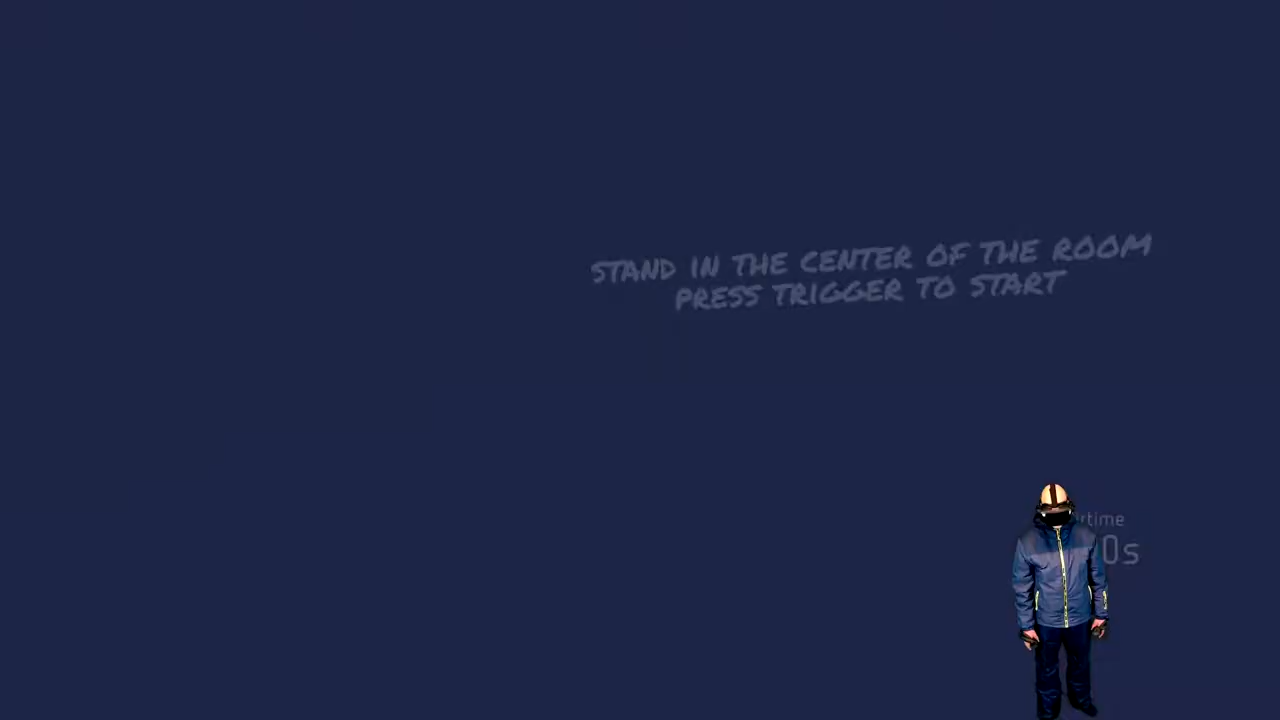 STAND IN THE CENTER OF THE ROOM
PRESS TRIGGER TO START